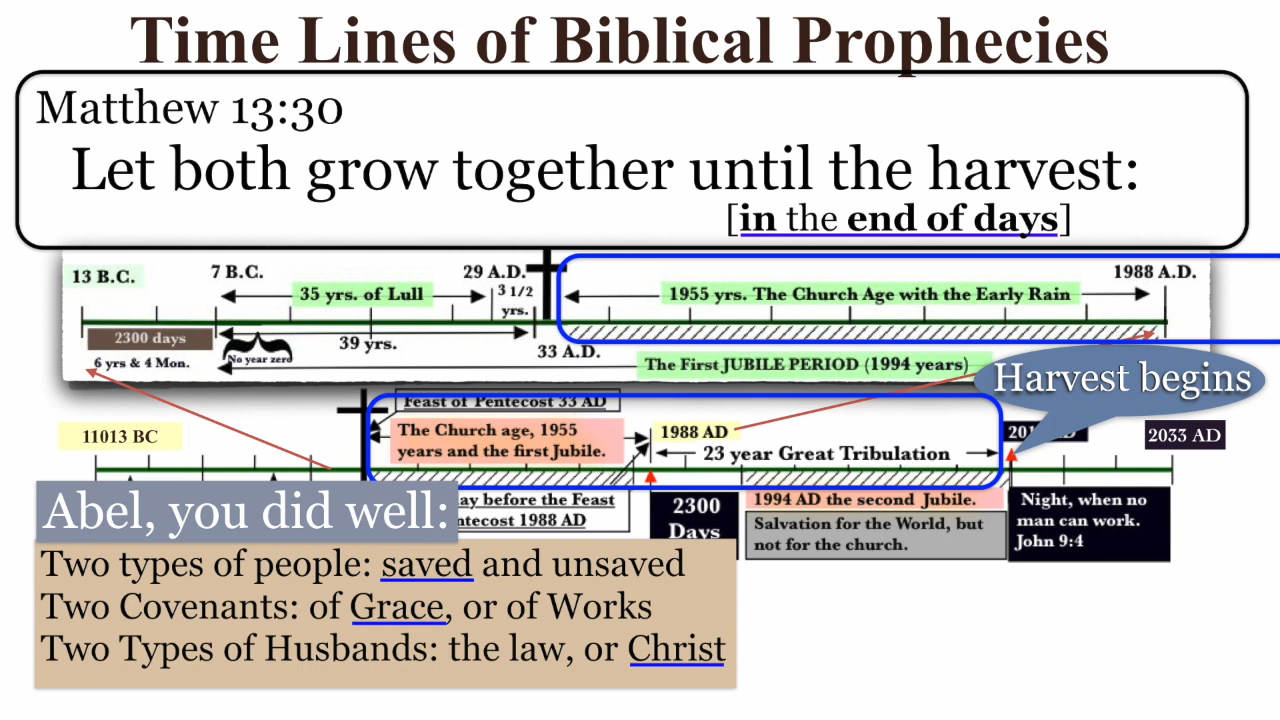 Time Lines of Biblical Prophecies
Matthew 13:30
Let both grow together until the harvest:
[in the end of days]
13 B.C.
7 B.C.
29 A.D.
1988 A.D.
35 yrs. of Lull
3 1/2
yrs.
1955 yrs. The Church Age with the Early Rain
2300 days
No year zero
39 yrs.
33 A.D.
6 yrs & 4 Mon.
The First JUBILE PERIOD (1994 years)
Harvest begins
Feast of Pentecost 33 AD
11013 BC
The Church age, 1955
years and the first Jubile.
1988 AD
23 year Great Tribulation
2033 AD
Abel, you did well:
before the Feast
1988 AD
2300
Days
1994 AD the second Jubile.
Salvation for the World, but
not for the church.
Night, when no
man can work.
John 9:4
Two types of people: saved and unsaved
Two Covenants: of Grace, or of Works
Two Types of Husbands: the law, or Christ